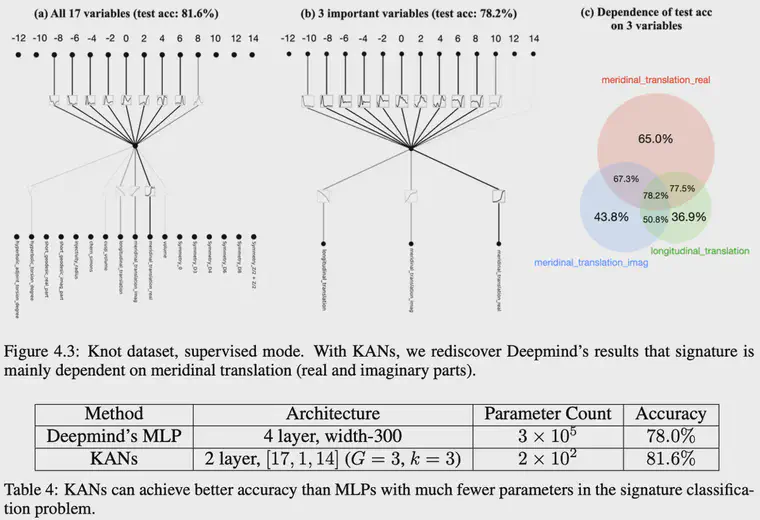 (a) All 17 variables (test acc: 81.6%)
(b) 3 important variables (test acc: 78.2%)
(c) Dependence of test acc
on 3 variables
-12 -10 -8 -6 -4 -2 0 2 4 6 8 10 12 14
-12 -10 -8 -6 -4 -2 0 2 4 6 8 10 12 14
meridinal_translation_real
65.0%
67.3%
77.5%
78.2%
43.8%
50.8%
36.9%
longitudinal_translation
meridinal_translation_imag
hyperbolic_adjoint_torsion_degree
hyperbolic_torsion_degree
short_geodesic_real_part
short_geodesic_imag_part
injectivity_radius
chern_simons
cusp_volume
longitudinal_translation
meridinal_translation_imag
meridinal_translation_real
volume
Symmetry_0
Symmetry_D3
Symmetry_D4
Symmetry_D6
Symmetry_D8
Symmetry_Z/2 + Z/2
longitudinal_translation
meridinal_translation_imag
meridinal_translation_real
Figure 4.3: Knot dataset, supervised mode. With KANs, we rediscover Deepmind's results that signature is
mainly dependent on meridinal translation (real and imaginary parts).
Method Architecture Parameter Count Accuracy
Deepmind's MLP 4 layer, width-300 3 × 10⁵ 78.0%
KANs 2 layer, [17, 1, 14] (G = 3, k = 3) 2 × 10² 81.6%
Table 4: KANs can achieve better accuracy than MLPs with much fewer parameters in the signature classifica-
tion problem.